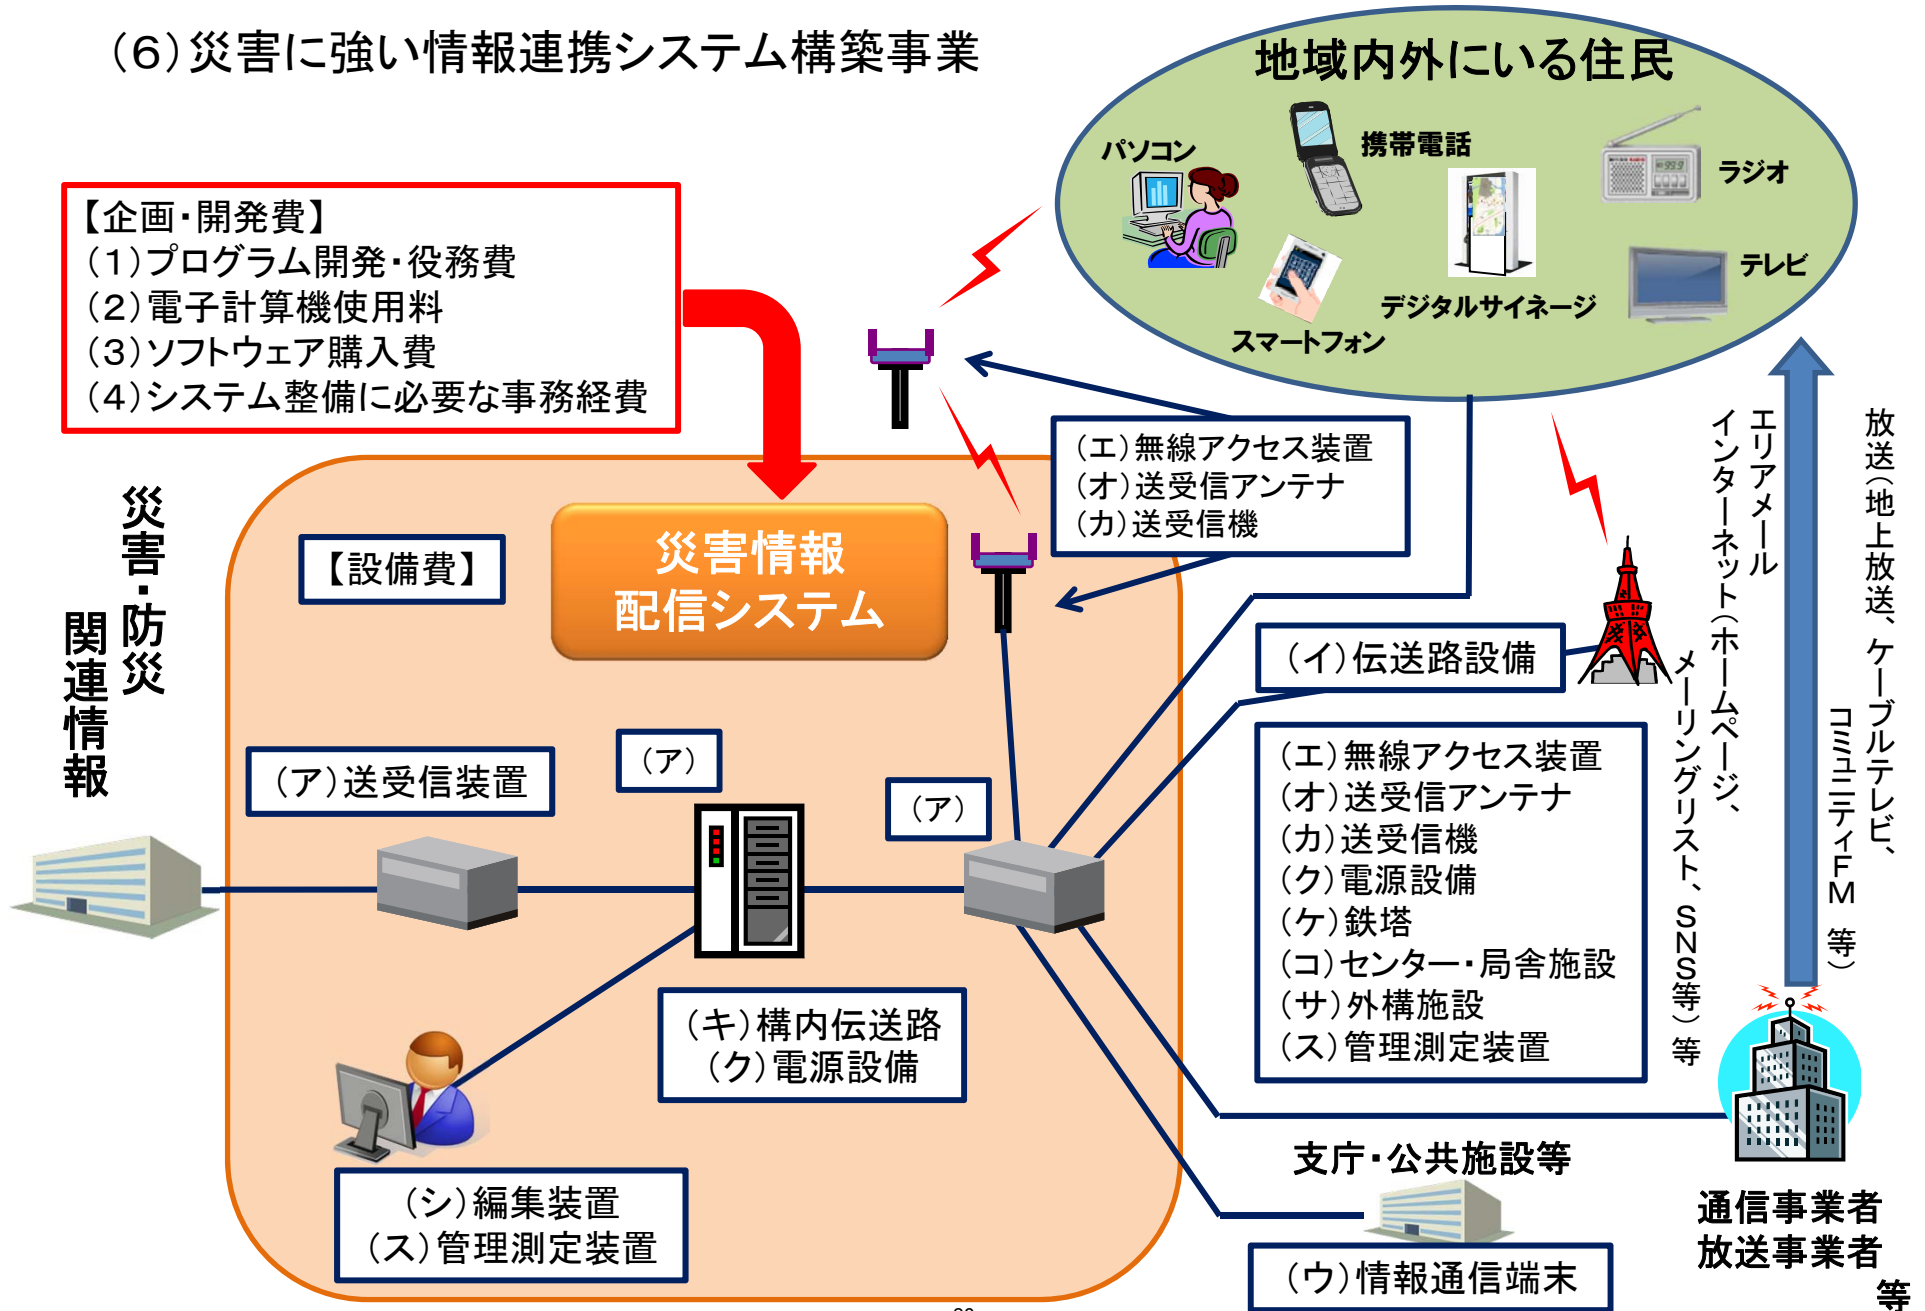 （６）災害に強い情報連携システム構築事業
地域内外にいる住民
パソコン
携帯電話
ラジオ
スマートフォン
デジタルサイネージ
テレビ
【企画・開発費】
（１）プログラム開発・役務費
（２）電子計算機使用料
（３）ソフトウェア購入費
（４）システム整備に必要な事務経費
災害・防災
関連情報
【設備費】
災害情報
配信システム
（エ）無線アクセス装置
（オ）送受信アンテナ
（カ）送受信機
（イ）伝送路設備
（ア）送受信装置
（ア）
（ア）
（エ）無線アクセス装置
（オ）送受信アンテナ
（カ）送受信機
（ク）電源設備
（ケ）鉄塔
（コ）センター・局舎施設
（サ）外構施設
（ス）管理測定装置
（キ）構内伝送路
（ク）電源設備
（シ）編集装置
（ス）管理測定装置
放送（地上放送、ケーブルテレビ、
コミュニティＦＭ 等）
エリアメール
インターネット（ホームページ、
メーリングリスト、ＳＮＳ等）等
支庁・公共施設等
（ウ）情報通信端末
通信事業者
放送事業者
等